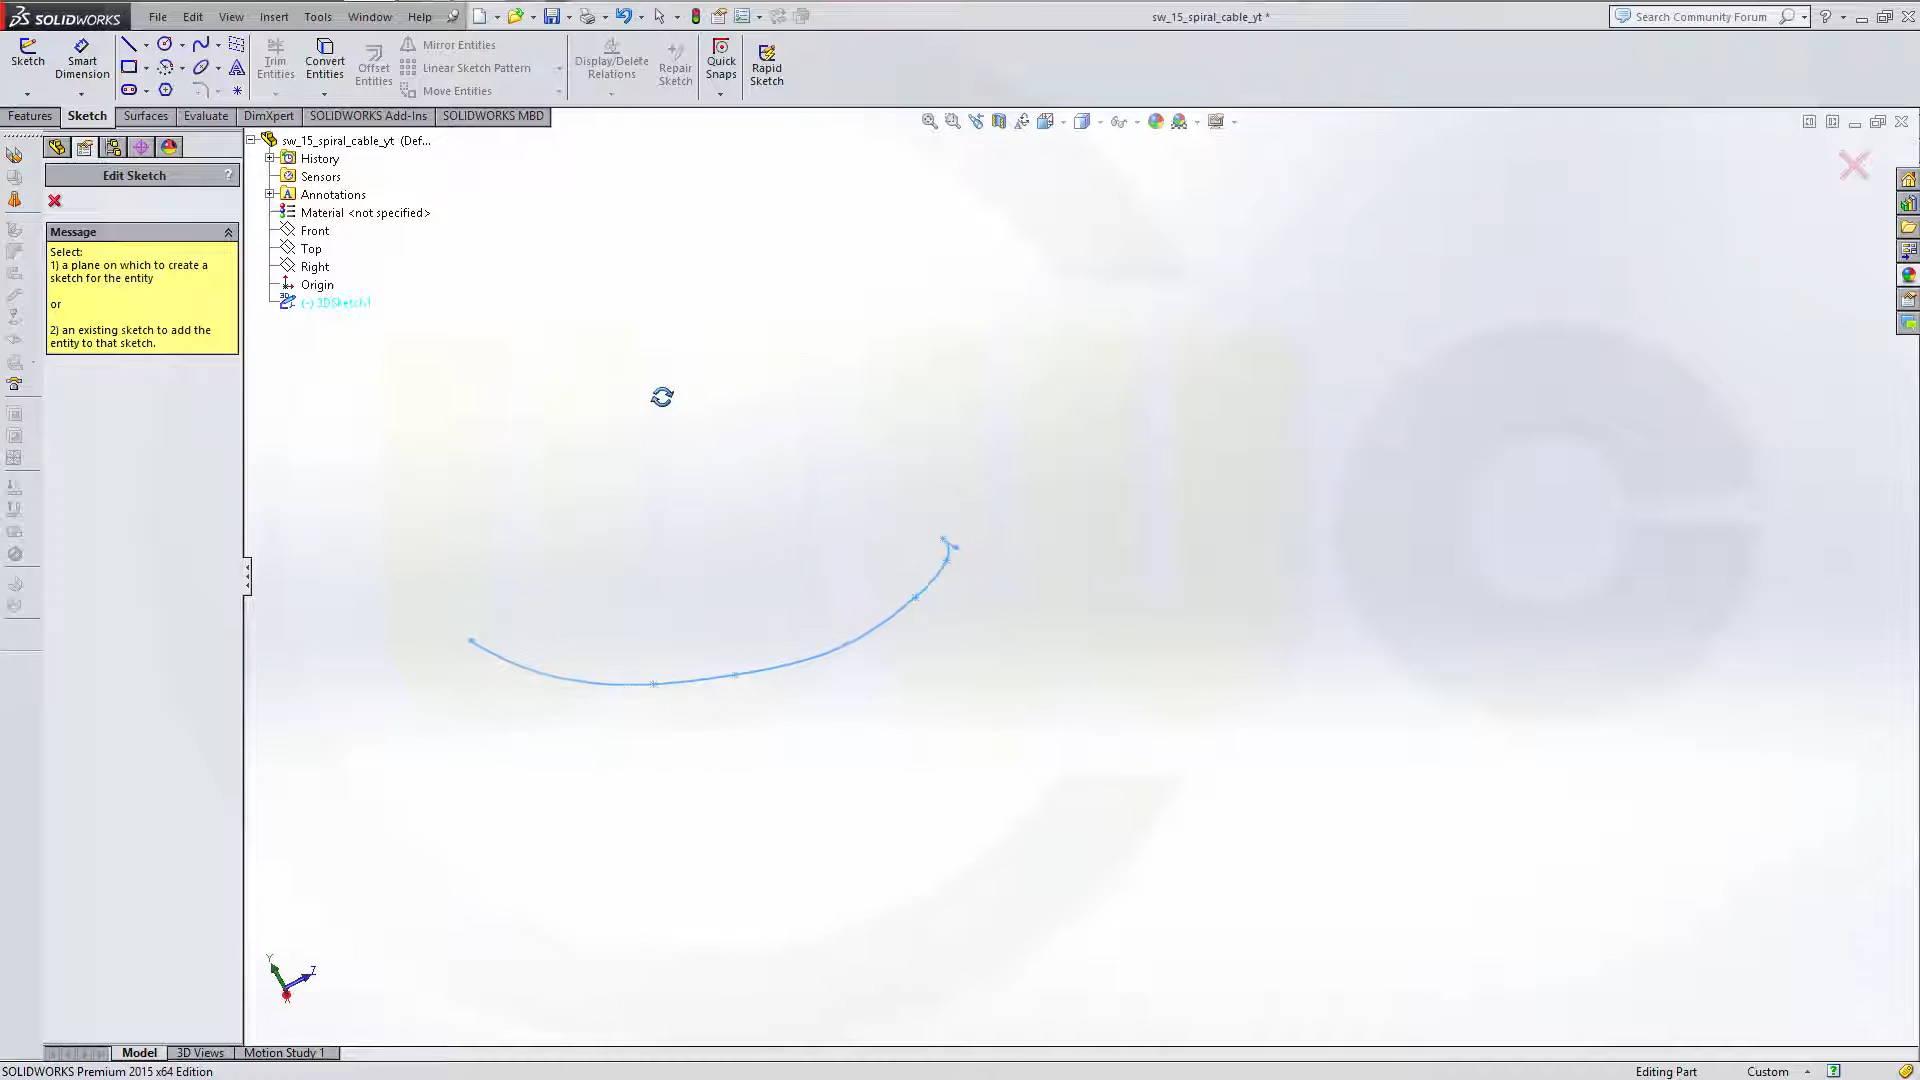 SOLIDWORKS File Edit View Insert Tools Window Help sw_15_spiral_cable_yt * Search Community Forum ?
Sketch Smart Dimension Trim Entities Convert Entities Offset Entities Mirror Entities Linear Sketch Pattern Move Entities Display/Delete Relations Repair Sketch Quick Snaps Rapid Sketch
Features Sketch Surfaces Evaluate DimXpert SOLIDWORKS Add-Ins SOLIDWORKS MBD
sw_15_spiral_cable_yt (Def...
History
Edit Sketch ?
Sensors
Annotations
Material <not specified>
Message
Front
Select:
Top
1) a plane on which to create a
sketch for the entity
Right
Origin
or
(-) 3DSketch1
2) an existing sketch to add the
entity to that sketch.
Y
Z
X
Model 3D Views Motion Study 1
SOLIDWORKS Premium 2015 x64 Edition Editing Part Custom ?